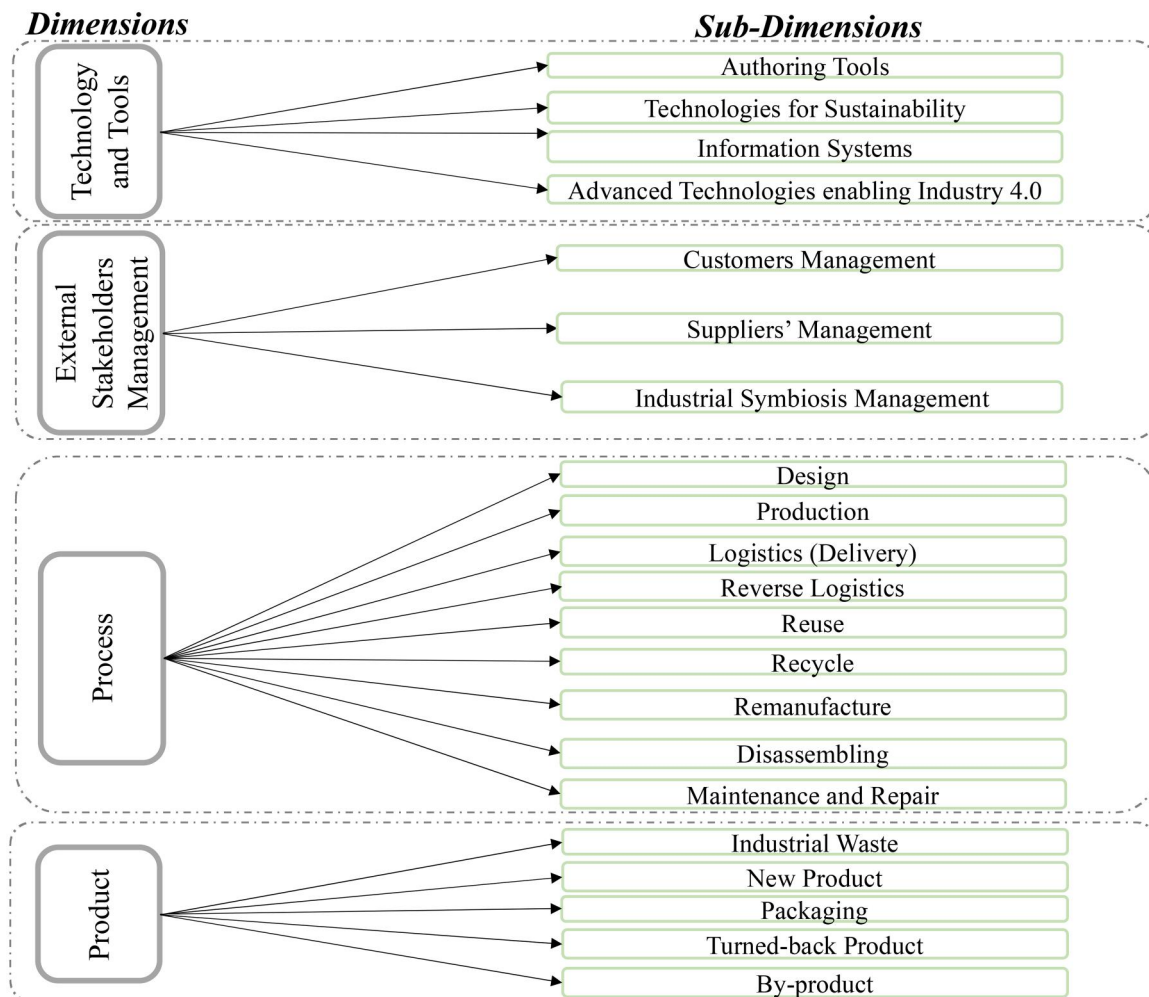 Dimensions
Sub-Dimensions
Technology
and Tools
Authoring Tools
Technologies for Sustainability
Information Systems
Advanced Technologies enabling Industry 4.0
External
Stakeholders
Management
Customers Management
Suppliers’ Management
Industrial Symbiosis Management
Process
Design
Production
Logistics (Delivery)
Reverse Logistics
Reuse
Recycle
Remanufacture
Disassembling
Maintenance and Repair
Product
Industrial Waste
New Product
Packaging
Turned-back Product
By-product